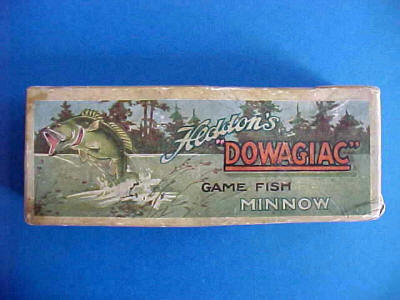 Heddon's
"DOWAGIAC"
GAME FISH
MINNOW